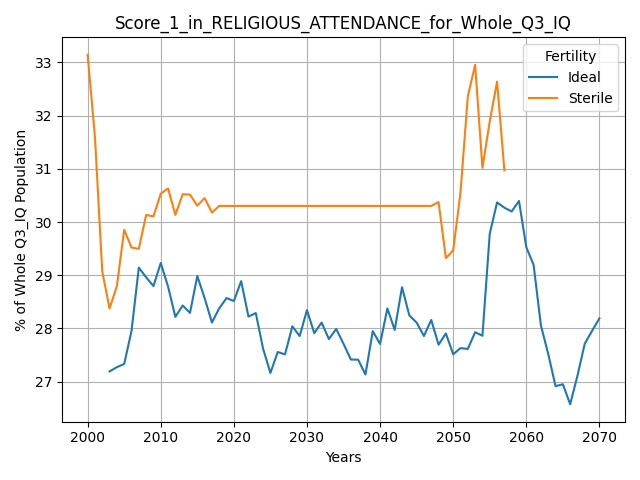 Score_1_in_RELIGIOUS_ATTENDANCE_for_Whole_Q3_IQ
Fertility
Ideal
Sterile
% of Whole Q3_IQ Population
33
32
31
30
29
28
27
2000 2010 2020 2030 2040 2050 2060 2070
Years